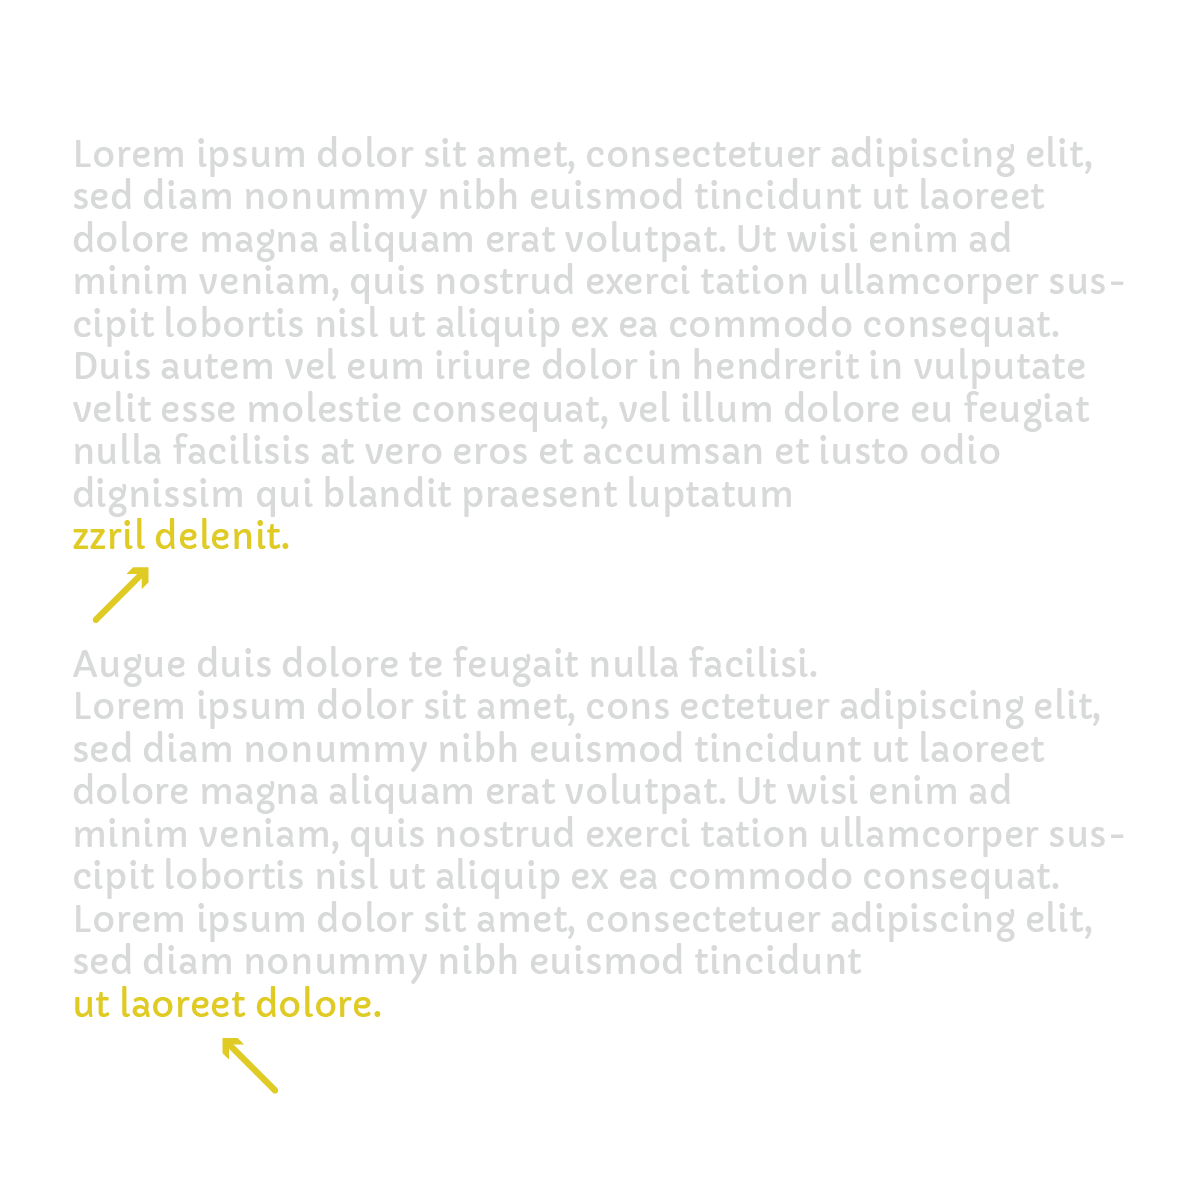 Lorem ipsum dolor sit amet, consectetuer adipiscing elit,
sed diam nonummy nibh euismod tincidunt ut laoreet
dolore magna aliquam erat volutpat. Ut wisi enim ad
minim veniam, quis nostrud exerci tation ullamcorper sus-
cipit lobortis nisl ut aliquip ex ea commodo consequat.
Duis autem vel eum iriure dolor in hendrerit in vulputate
velit esse molestie consequat, vel illum dolore eu feugiat
nulla facilisis at vero eros et accumsan et iusto odio
dignissim qui blandit praesent luptatum
zzril delenit.
Augue duis dolore te feugait nulla facilisi.
Lorem ipsum dolor sit amet, cons ectetuer adipiscing elit,
sed diam nonummy nibh euismod tincidunt ut laoreet
dolore magna aliquam erat volutpat. Ut wisi enim ad
minim veniam, quis nostrud exerci tation ullamcorper sus-
cipit lobortis nisl ut aliquip ex ea commodo consequat.
Lorem ipsum dolor sit amet, consectetuer adipiscing elit,
sed diam nonummy nibh euismod tincidunt
ut laoreet dolore.